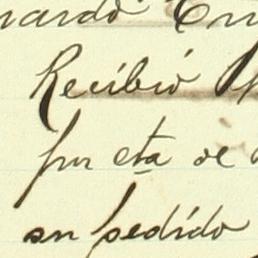 Recibió
por cta de
su pedido